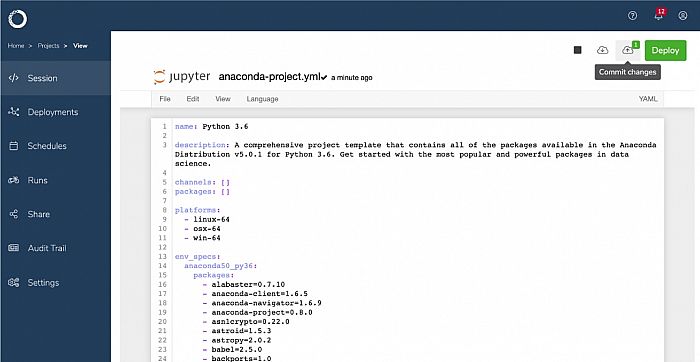 12
Home > Projects > View
1
Deploy
Commit changes
Session
jupyter anaconda-project.yml✔ a minute ago
File Edit View Language YAML
Deployments
Schedules
Runs
Share
Audit Trail
Settings
1 name: Python 3.6
2
3 description: A comprehensive project template that contains all of the packages available in the Anaconda
Distribution v5.0.1 for Python 3.6. Get started with the most popular and powerful packages in data
science.
4
5 channels: []
6 packages: []
7
8 platforms:
9 - linux-64
10 - osx-64
11 - win-64
12
13 env_specs:
14 anaconda50_py36:
15 packages:
16 - alabaster=0.7.10
17 - anaconda-client=1.6.5
18 - anaconda-navigator=1.6.9
19 - anaconda-project=0.8.0
20 - asn1crypto=0.22.0
21 - astroid=1.5.3
22 - astropy=2.0.2
23 - babel=2.5.0
24 - backports=1.0